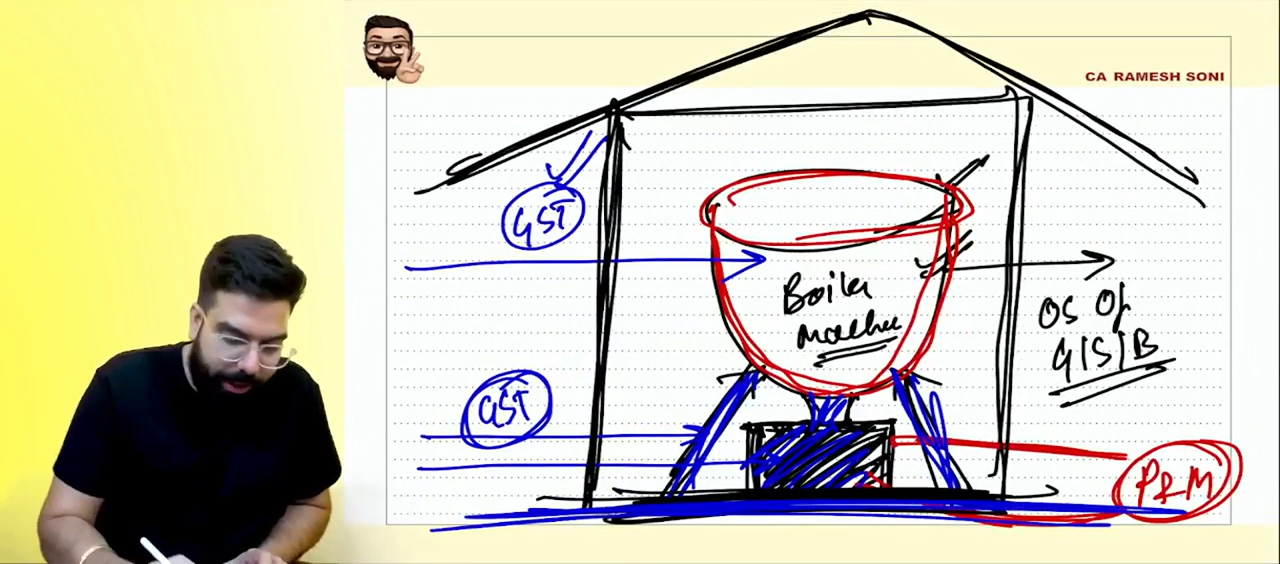 CA RAMESH SONI
GST
Boiler
Machine
OS Of
G|S|B
GST
P&M